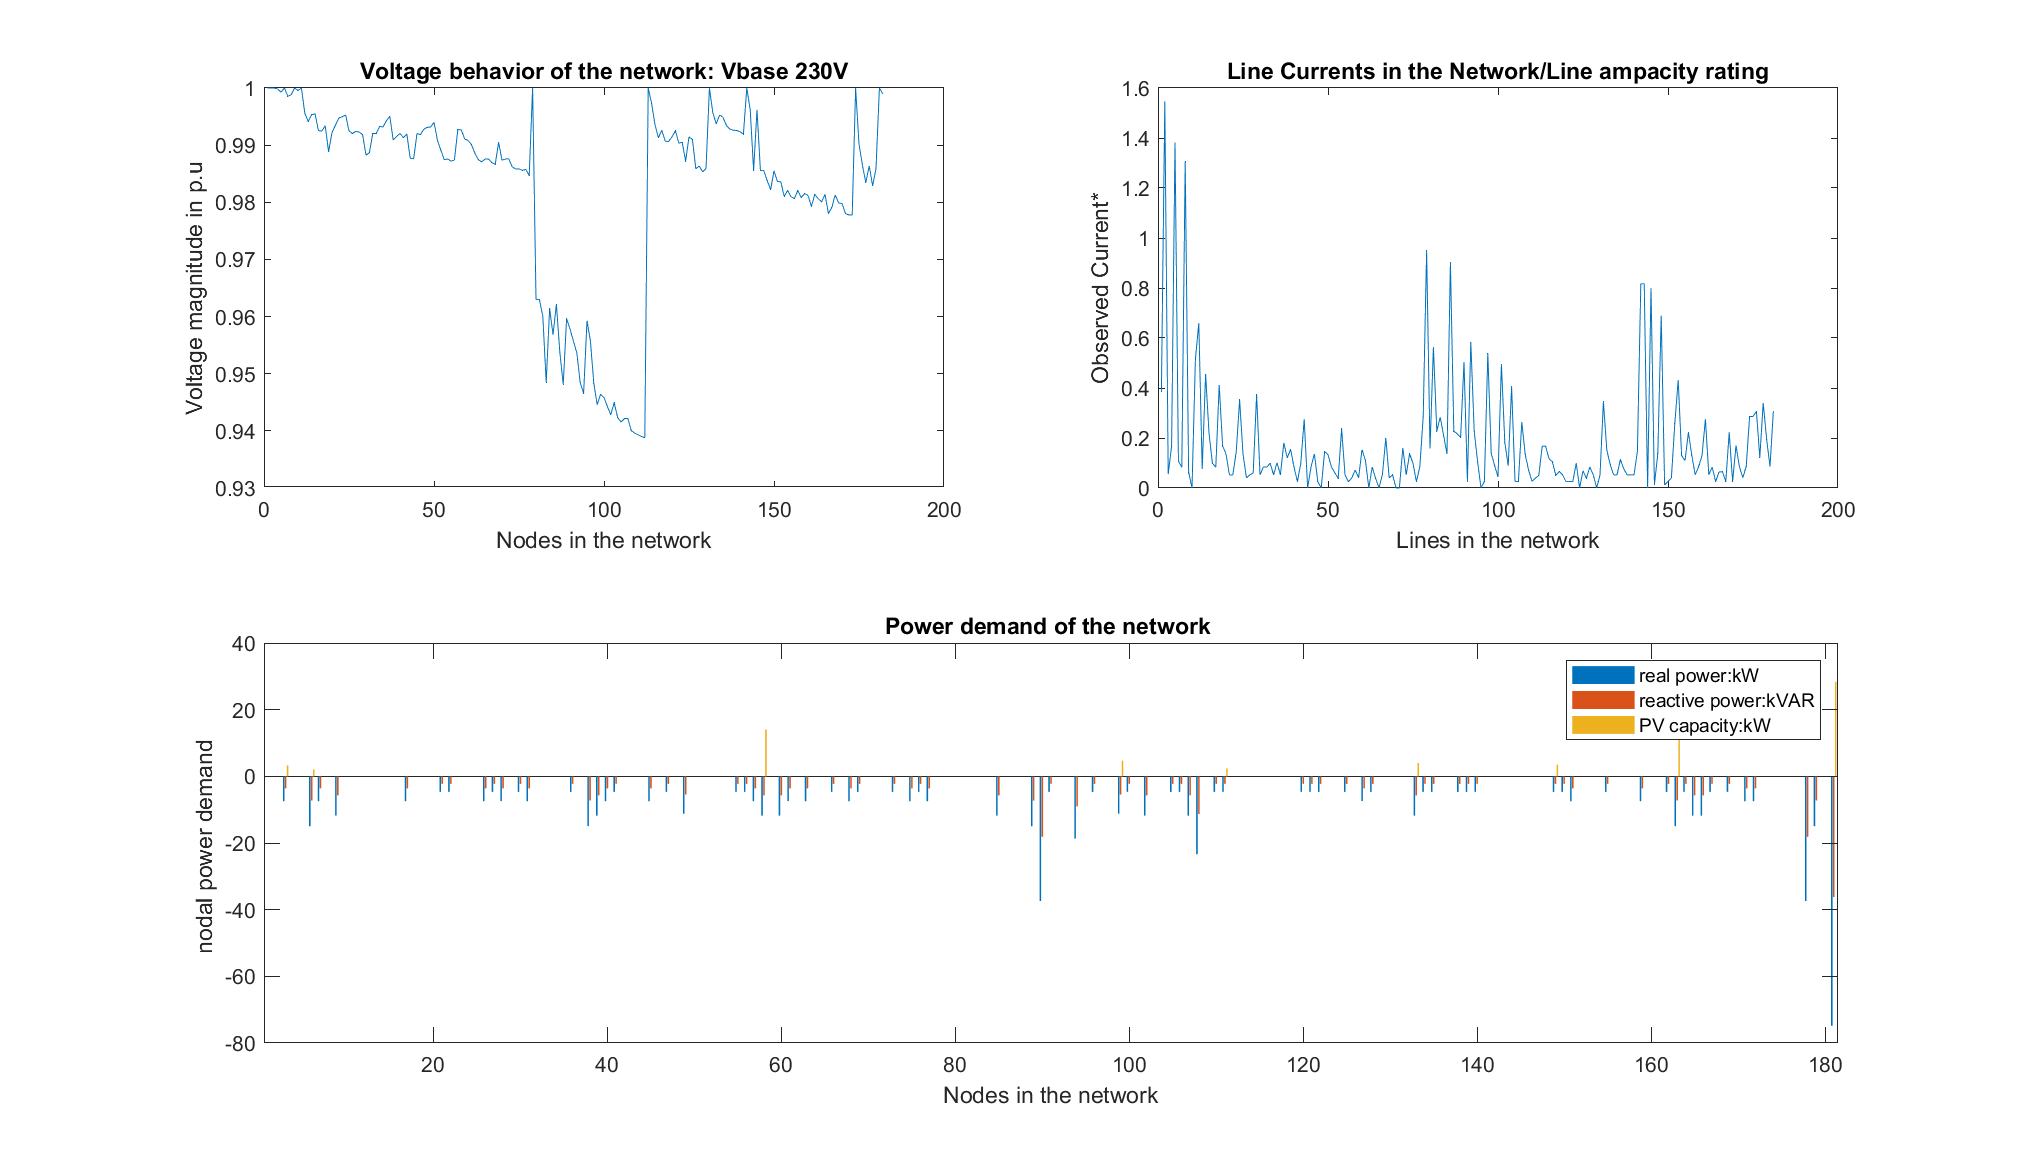 Voltage behavior of the network: Vbase 230V
1
0.99
0.98
0.97
0.96
0.95
0.94
0.93
Voltage magnitude in p.u
0 50 100 150 200
Nodes in the network
Line Currents in the Network/Line ampacity rating
1.6
1.4
1.2
1
0.8
0.6
0.4
0.2
0
Observed Current*
0 50 100 150 200
Lines in the network
Power demand of the network
40
20
0
-20
-40
-60
-80
nodal power demand
real power:kW
reactive power:kVAR
PV capacity:kW
20 40 60 80 100 120 140 160 180
Nodes in the network